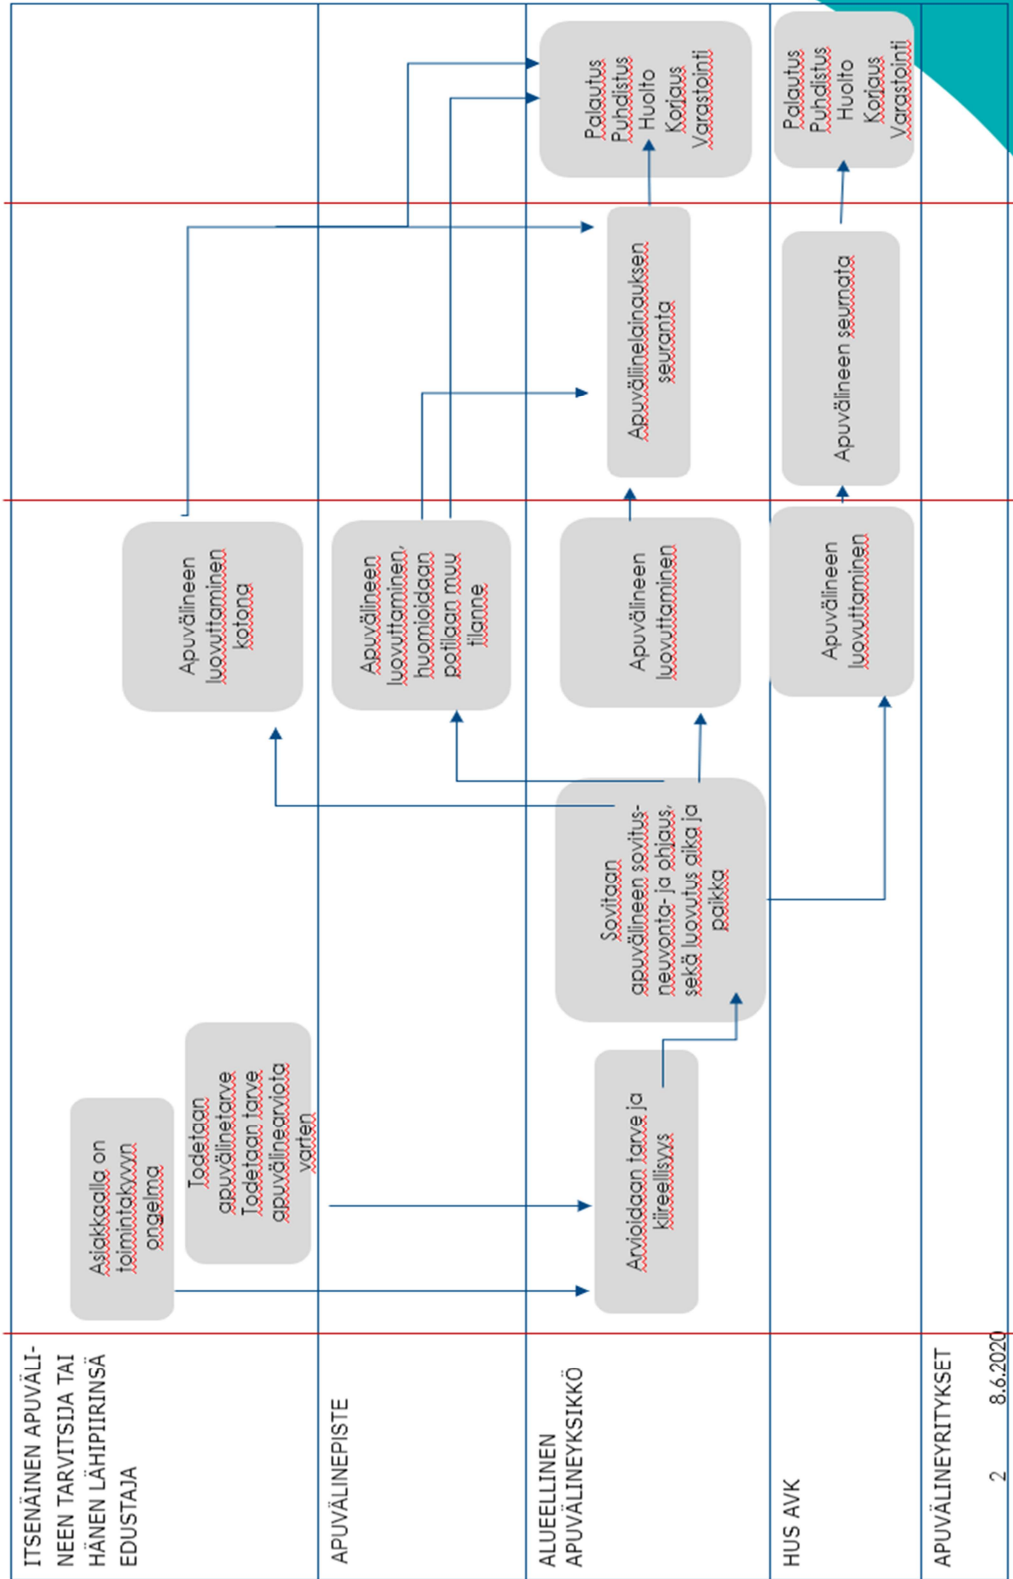 ITSENÄINEN APUVÄLI-
NEEN TARVITSIJA TAI
HÄNEN LÄHIPIIRINSÄ
EDUSTAJA
Asiakkaalla on
toimintakyvyn
ongelma
Todetaan
apuvälinetarve
Todetaan tarve
apuvälinearviota
varten
Apuvälineen
luovuttaminen
kotona
APUVÄLINEPISTE
Apuvälineen
luovuttaminen,
huomioidaan
potilaan muu
tilanne
ALUEELLINEN
APUVÄLINEYKSIKKÖ
Arvioidaan tarve ja
kiireellisyys
Sovitaan
apuvälineen sovitus-
neuvonta- ja ohjaus,
sekä luovutus aika ja
paikka
Apuvälineen
luovuttaminen
Apuväliinelainauksen
seuranta
Palautus
Puhdistus
Huolto
Korjaus
Varastointi
HUS AVK
Apuvälineen
luovuttaminen
Apuvälineen seurnata
Palautus
Puhdistus
Huolto
Korjaus
Varastointi
APUVÄLINEYRITYKSET
2 8.6.2020